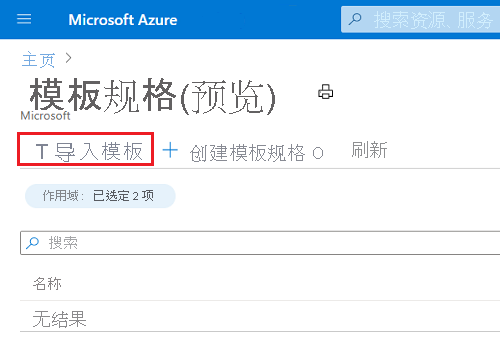 Microsoft Azure
搜索资源、服务
主页 >
模板规格(预览)
Microsoft
T 导入模板 + 创建模板规格 O 刷新
作用域: 已选定 2 项
搜索
名称
无结果